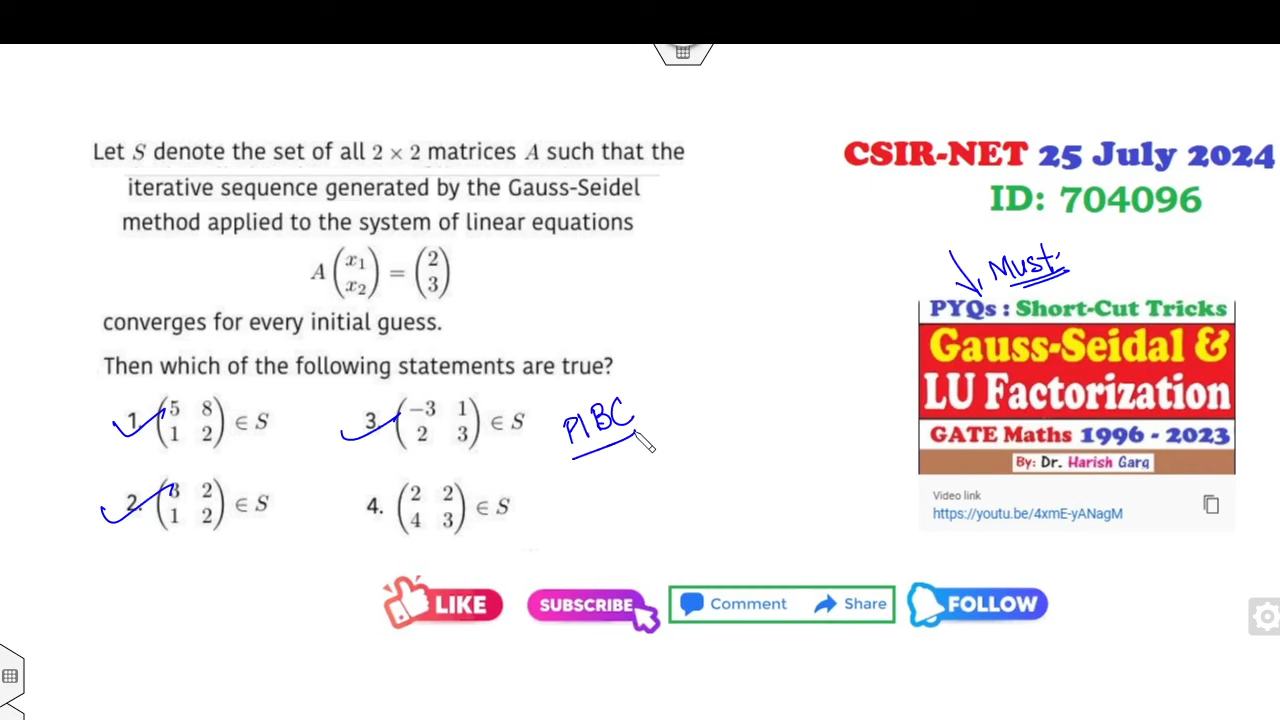 Let S denote the set of all 2 × 2 matrices A such that the
iterative sequence generated by the Gauss-Seidel
method applied to the system of linear equations
A (x₁ x₂) = (2 3)
converges for every initial guess.
Then which of the following statements are true?
1. (5 8 1 2) ∈ S
3. (−3 1 2 3) ∈ S
2. (3 2 1 2) ∈ S
4. (2 2 4 3) ∈ S
PIBC
CSIR-NET 25 July 2024
ID: 704096
Must:
PYQs : Short-Cut Tricks
Gauss-Seidal &
LU Factorization
GATE Maths 1996 - 2023
By: Dr. Harish Garg
Video link
https://youtu.be/4xmE-yANagM
LIKE
SUBSCRIBE
Comment
Share
FOLLOW